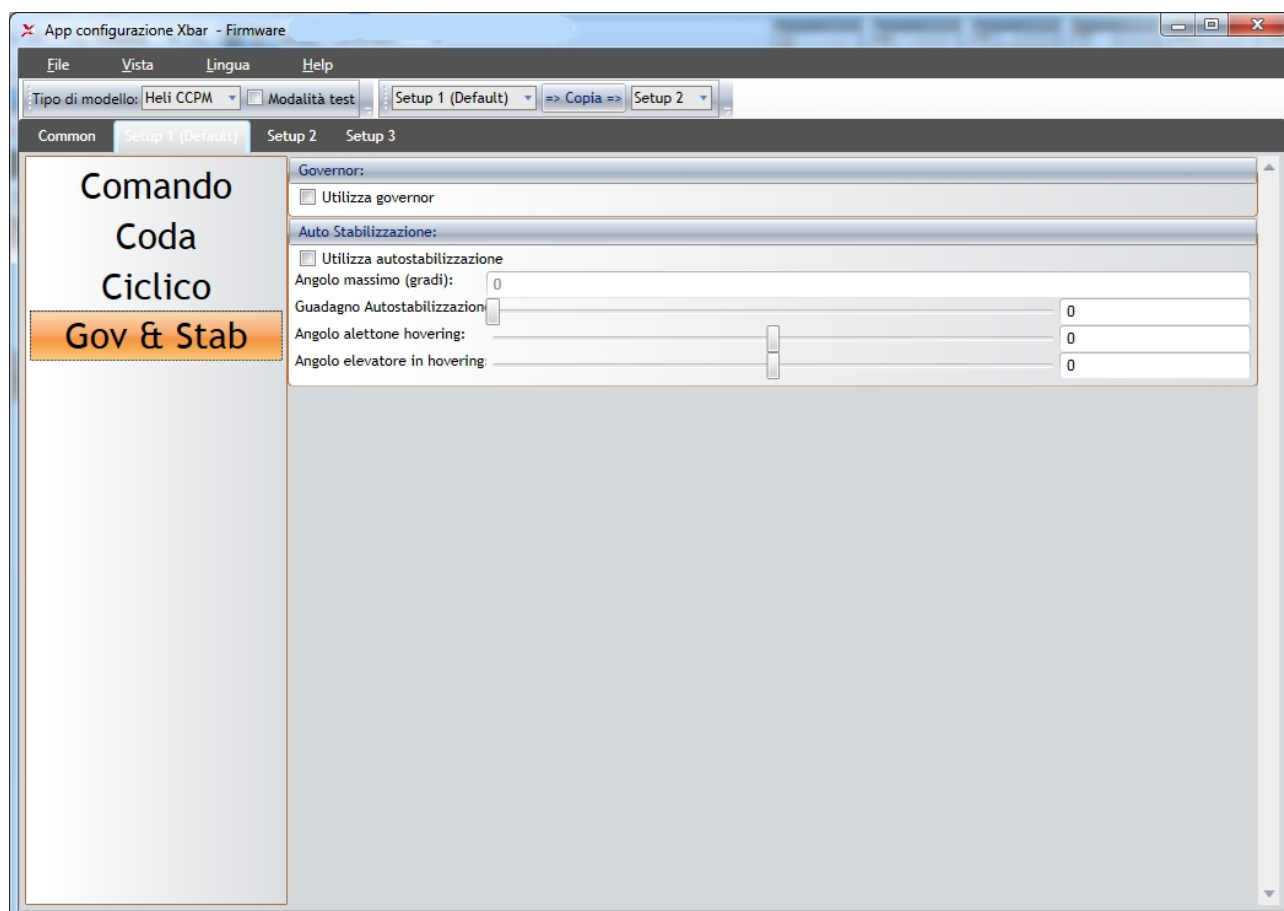 App configurazione Xbar - Firmware
File Vista Lingua Help
Tipo di modello: Heli CCPM Modalità test Setup 1 (Default) => Copia => Setup 2
Common Setup 1 (Default) Setup 2 Setup 3
Comando
Coda
Ciclico
Gov & Stab
Governor:
Utilizza governor
Auto Stabilizzazione:
Utilizza autostabilizzazione
Angolo massimo (gradi): 0
Guadagno Autostabilizzazion 0
Angolo alettone hovering: 0
Angolo elevatore in hovering: 0